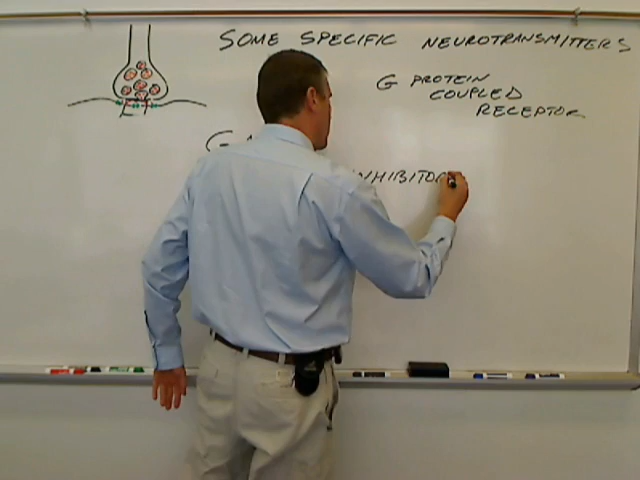 SOME SPECIFIC NEUROTRANSMITTERS
G PROTEIN
COUPLED
RECEPTOR